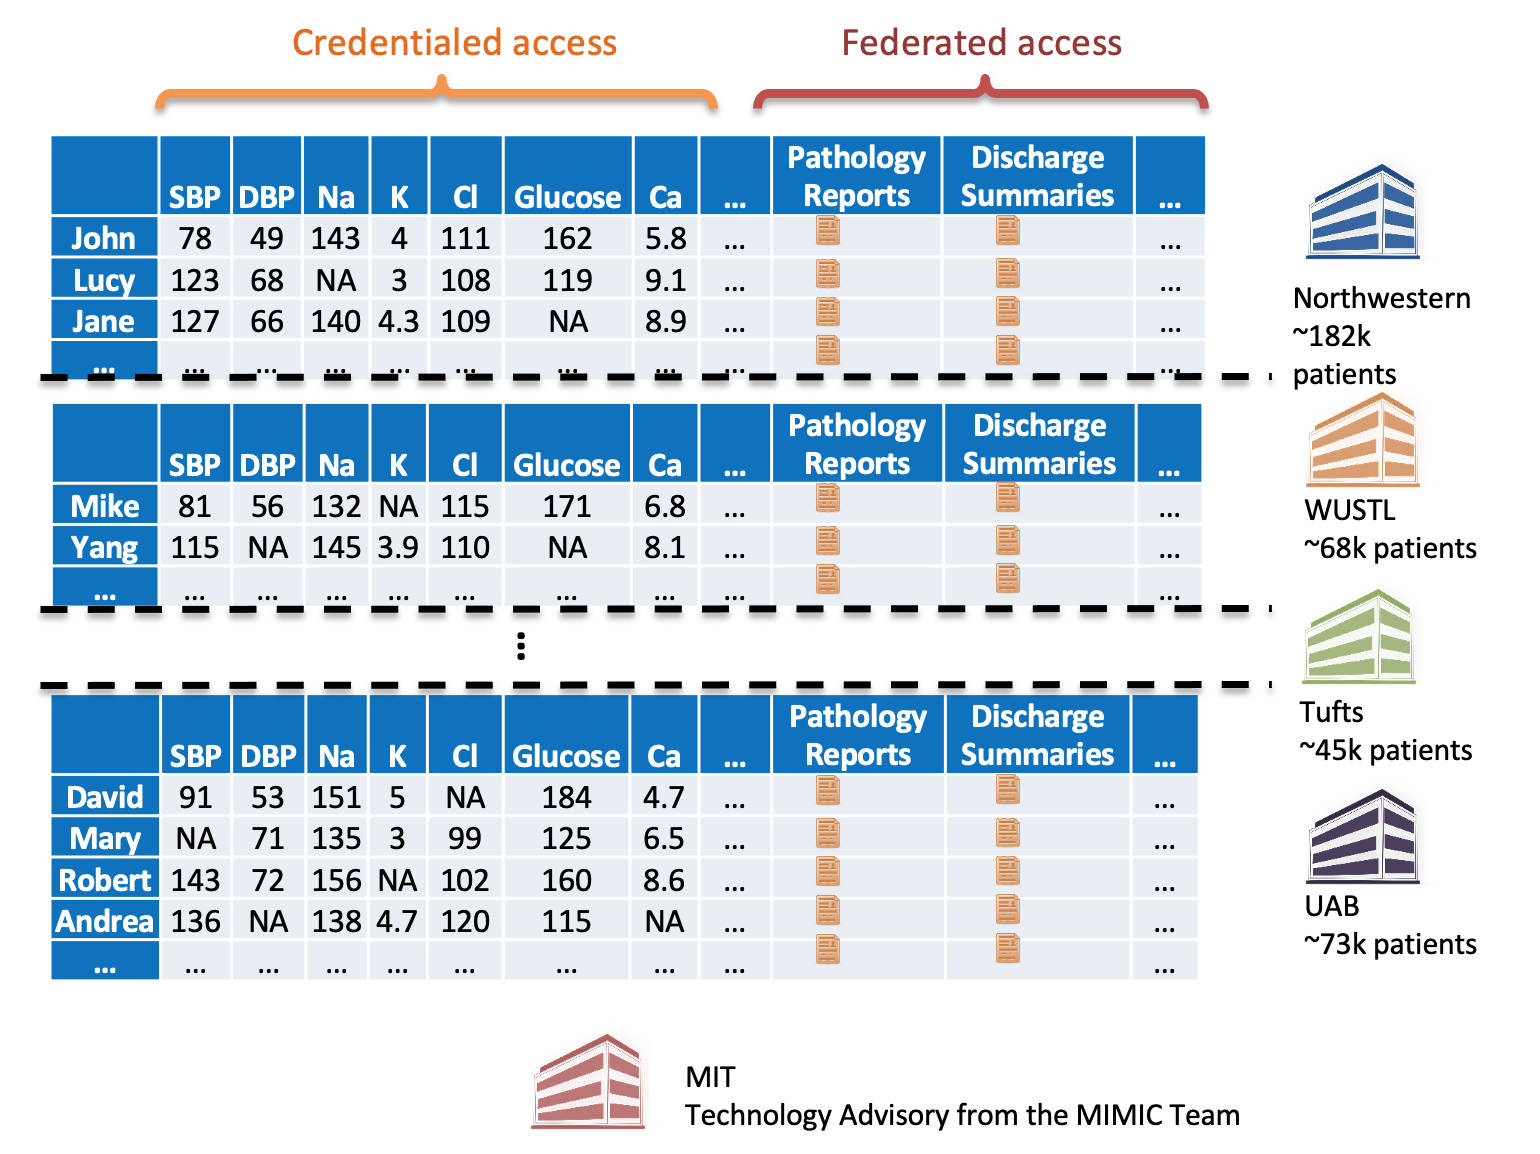 Credentialed access Federated access
SBP DBP Na K Cl Glucose Ca ... Pathology Reports Discharge Summaries ...
John 78 49 143 4 111 162 5.8 ... ...
Lucy 123 68 NA 3 108 119 9.1 ... ...
Jane 127 66 140 4.3 109 NA 8.9 ... ...
... ... ... ... ... ... ... ... ... ...
Northwestern
~182k
patients
SBP DBP Na K Cl Glucose Ca ... Pathology Reports Discharge Summaries ...
Mike 81 56 132 NA 115 171 6.8 ... ...
Yang 115 NA 145 3.9 110 NA 8.1 ... ...
... ... ... ... ... ... ... ... ... ...
WUSTL
~68k patients
⋮
Tufts
~45k patients
SBP DBP Na K Cl Glucose Ca ... Pathology Reports Discharge Summaries ...
David 91 53 151 5 NA 184 4.7 ... ...
Mary NA 71 135 3 99 125 6.5 ... ...
Robert 143 72 156 NA 102 160 8.6 ... ...
Andrea 136 NA 138 4.7 120 115 NA ... ...
... ... ... ... ... ... ... ... ... ...
UAB
~73k patients
MIT
Technology Advisory from the MIMIC Team